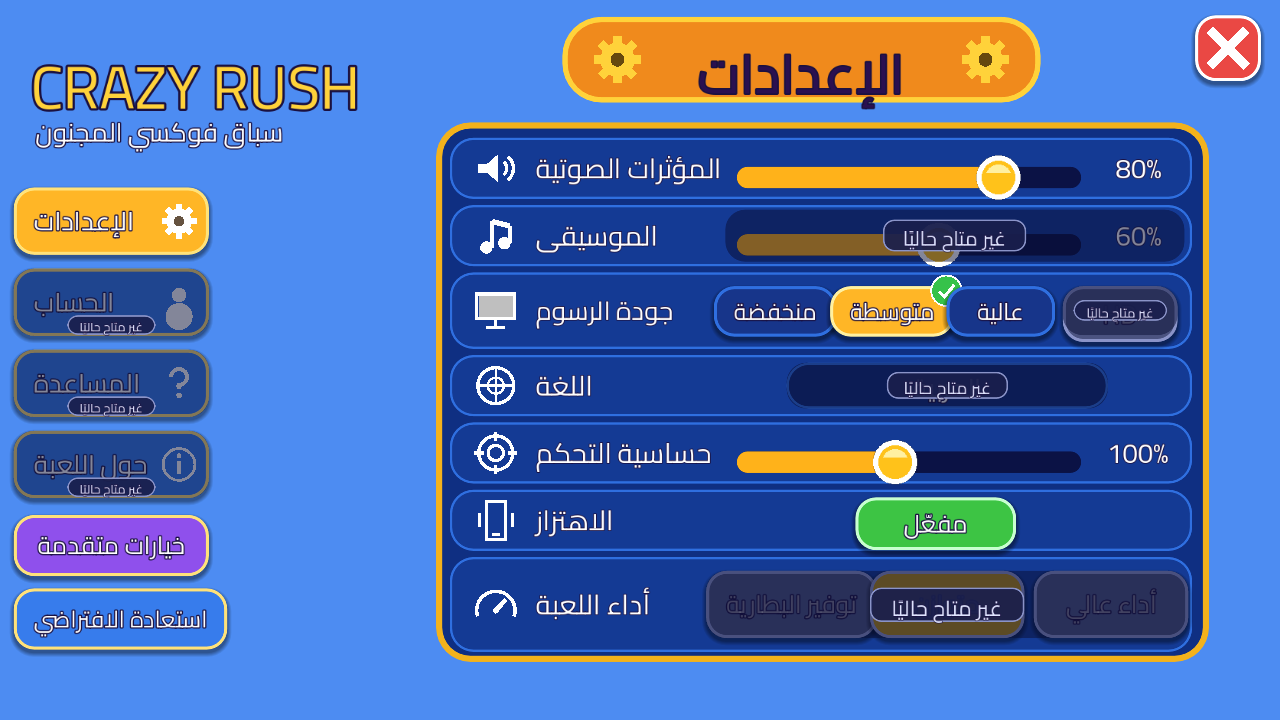 الإعدادات
CRAZY RUSH
سباق فوكسي المجنون
الإعدادات
الحساب
غير متاح حاليًا
المساعدة
غير متاح حاليًا
حول اللعبة
غير متاح حاليًا
خيارات متقدمة
استعادة الافتراضي
المؤثرات الصوتية
80%
الموسيقى
غير متاح حاليًا
60%
جودة الرسوم
منخفضة
متوسطة
عالية
غير متاح حاليًا
اللغة
غير متاح حاليًا
حساسية التحكم
100%
الاهتزاز
مفعّل
أداء اللعبة
توفير البطارية
غير متاح حاليًا
أداء عالي